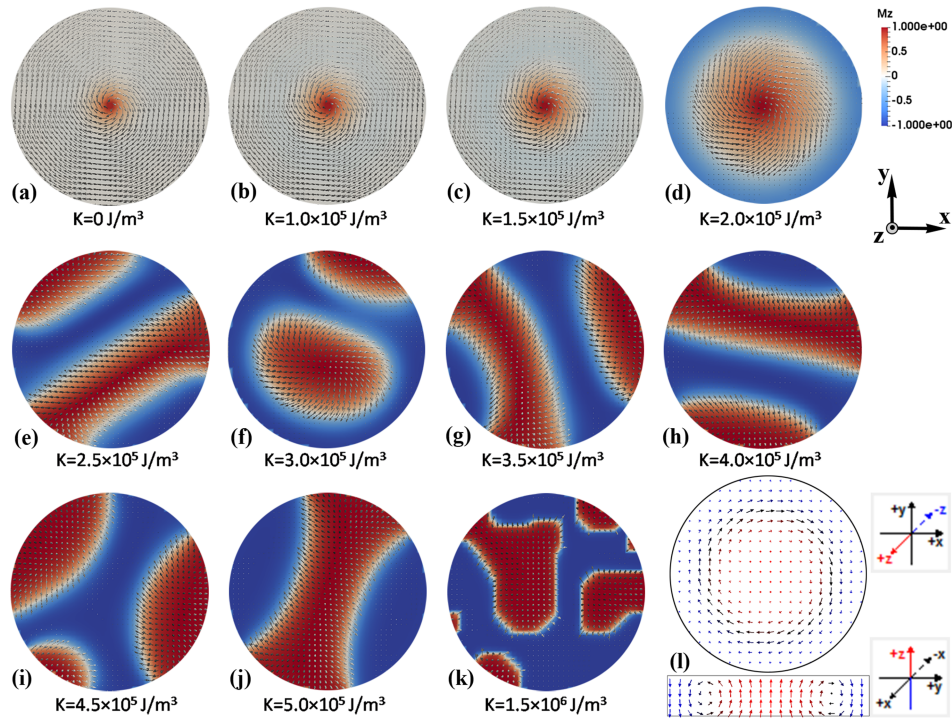 Mz
1.000e+00
0.5
0
-0.5
-1.000e+00
(a)
K=0 J/m³
(b)
K=1.0×10⁵ J/m³
(c)
K=1.5×10⁵ J/m³
(d)
K=2.0×10⁵ J/m³
y
z
x
(e)
K=2.5×10⁵ J/m³
(f)
K=3.0×10⁵ J/m³
(g)
K=3.5×10⁵ J/m³
(h)
K=4.0×10⁵ J/m³
(i)
K=4.5×10⁵ J/m³
(j)
K=5.0×10⁵ J/m³
(k)
K=1.5×10⁶ J/m³
(l)
+y
-z
+x
+z
+z
-x
+x
+y